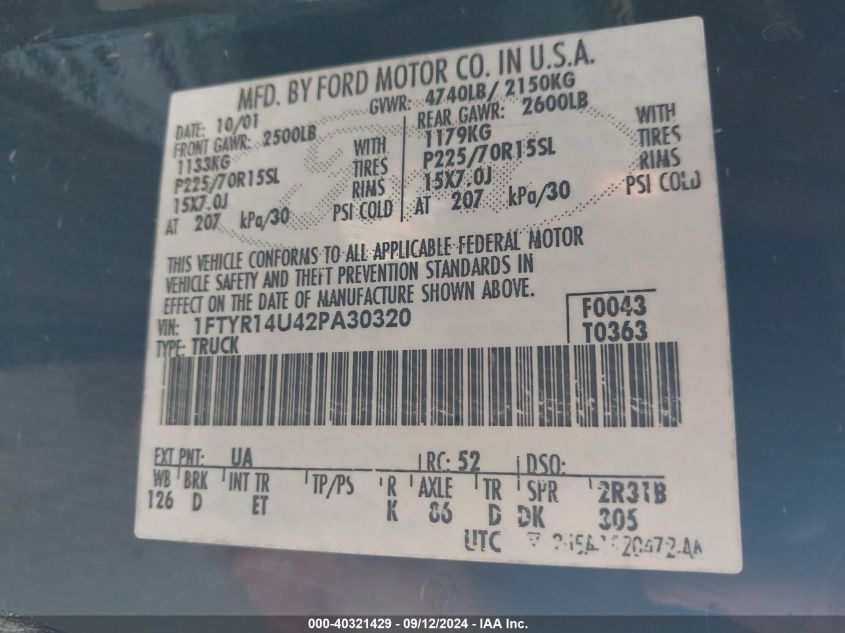 MFD. BY FORD MOTOR CO. IN U.S.A.
DATE: 10/01 GVWR: 4740LB/ 2150KG
FRONT GAWR: 2500LB REAR GAWR: 2600LB
1133KG WITH 1179KG WITH
P225/70R15SL TIRES P225/70R15SL TIRES
15X7.0J RIMS 15X7.0J RIMS
AT 207 kPa/30 PSI COLD AT 207 kPa/30 PSI COLD
THIS VEHICLE CONFORMS TO ALL APPLICABLE FEDERAL MOTOR
VEHICLE SAFETY AND THEFT PREVENTION STANDARDS IN
EFFECT ON THE DATE OF MANUFACTURE SHOWN ABOVE.
VIN: 1FTYR14U42PA30320 F0043
TYPE: TRUCK T0363
EXT PNT: UA RC: 52 DSO:
WB BRK INT TR TP/PS R AXLE TR SPR 2R31B
126 D ET K 86 D DK 305
UTC
000-40321429 - 09/12/2024 - IAA Inc.